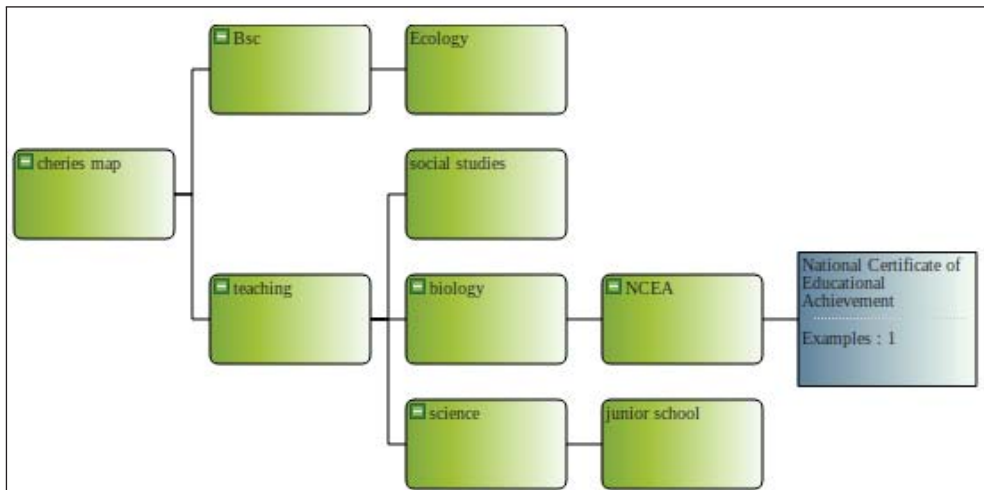 Bsc
Ecology
cheries map
social studies
teaching
biology
NCEA
National Certificate of
Educational
Achievement
Examples : 1
science
junior school